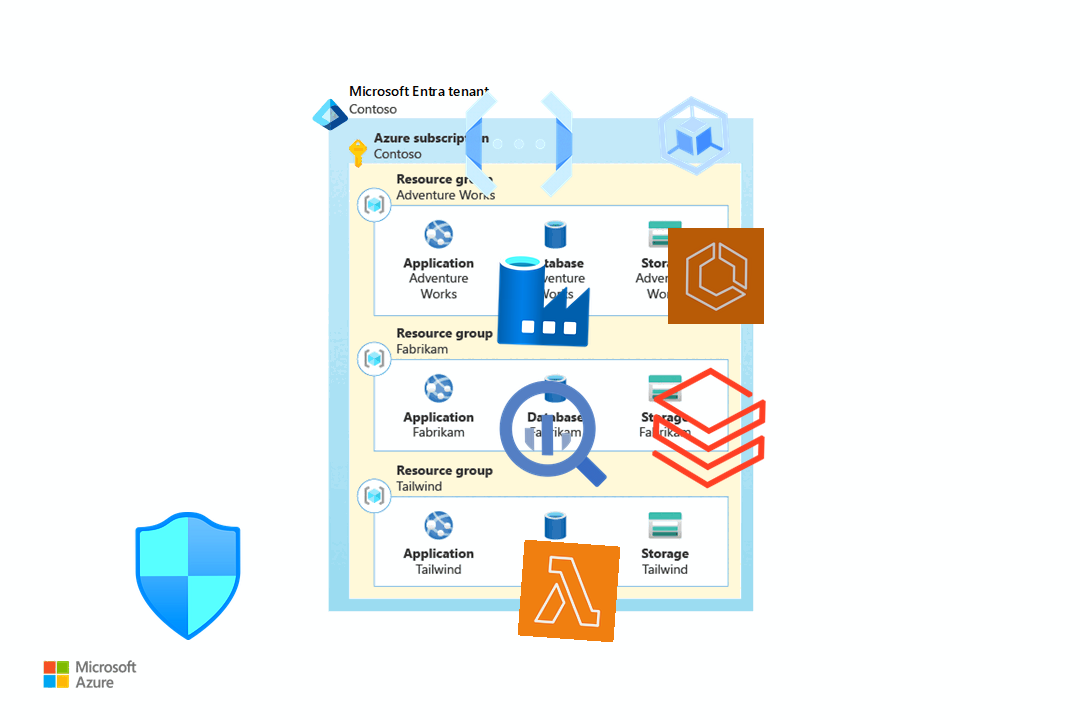 Microsoft Entra tenant
Contoso
Azure subscription
Contoso
Resource group
Adventure Works
Application
Adventure
Works
Database
Adventure
Works
Storage
Adventure
Works
Resource group
Fabrikam
Application
Fabrikam
Database
Fabrikam
Storage
Fabrikam
Resource group
Tailwind
Application
Tailwind
Storage
Tailwind
Microsoft
Azure